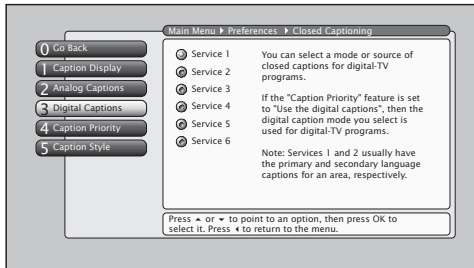 Main Menu ▸ Preferences ▸ Closed Captioning
0 Go Back
1 Caption Display
2 Analog Captions
3 Digital Captions
4 Caption Priority
5 Caption Style
Service 1
Service 2
Service 3
Service 4
Service 5
Service 6
You can select a mode or source of
closed captions for digital-TV
programs.
If the "Caption Priority" feature is set
to "Use the digital captions", then the
digital caption mode you select is
used for digital-TV programs.
Note: Services 1 and 2 usually have
the primary and secondary language
captions for an area, respectively.
Press ▴ or ▾ to point to an option, then press OK to
select it. Press ◂ to return to the menu.